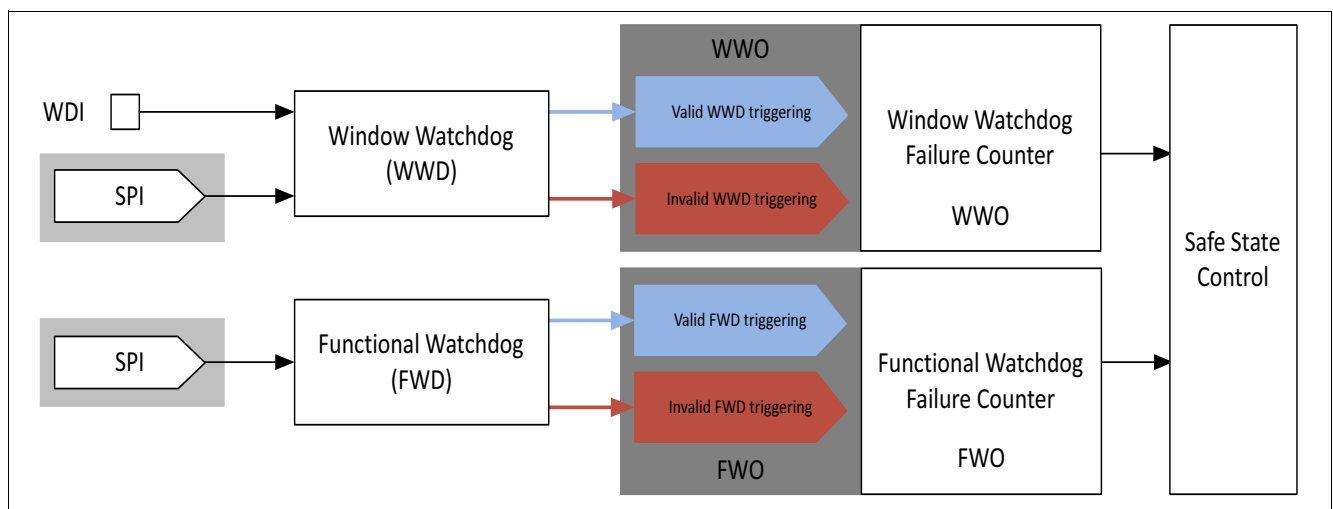 WDI
SPI
Window Watchdog
(WWD)
WWO
Valid WWD triggering
Invalid WWD triggering
Window Watchdog
Failure Counter
WWO
SPI
Functional Watchdog
(FWD)
Valid FWD triggering
Invalid FWD triggering
FWO
Functional Watchdog
Failure Counter
FWO
Safe State
Control